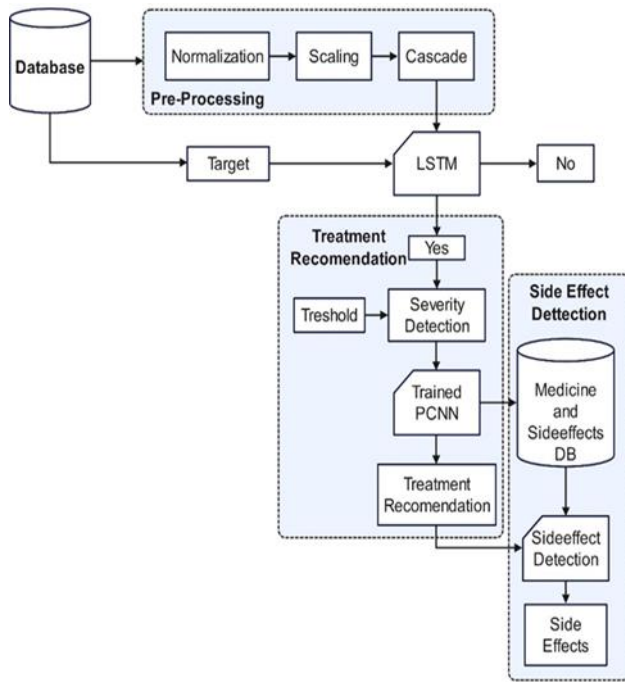 Database
Normalization
Scaling
Cascade
Pre-Processing
Target
LSTM
No
Treatment
Recomendation
Yes
Treshold
Severity
Detection
Trained
PCNN
Treatment
Recomendation
Side Effect
Dettection
Medicine
and
Sideeffects
DB
Sideeffect
Detection
Side
Effects